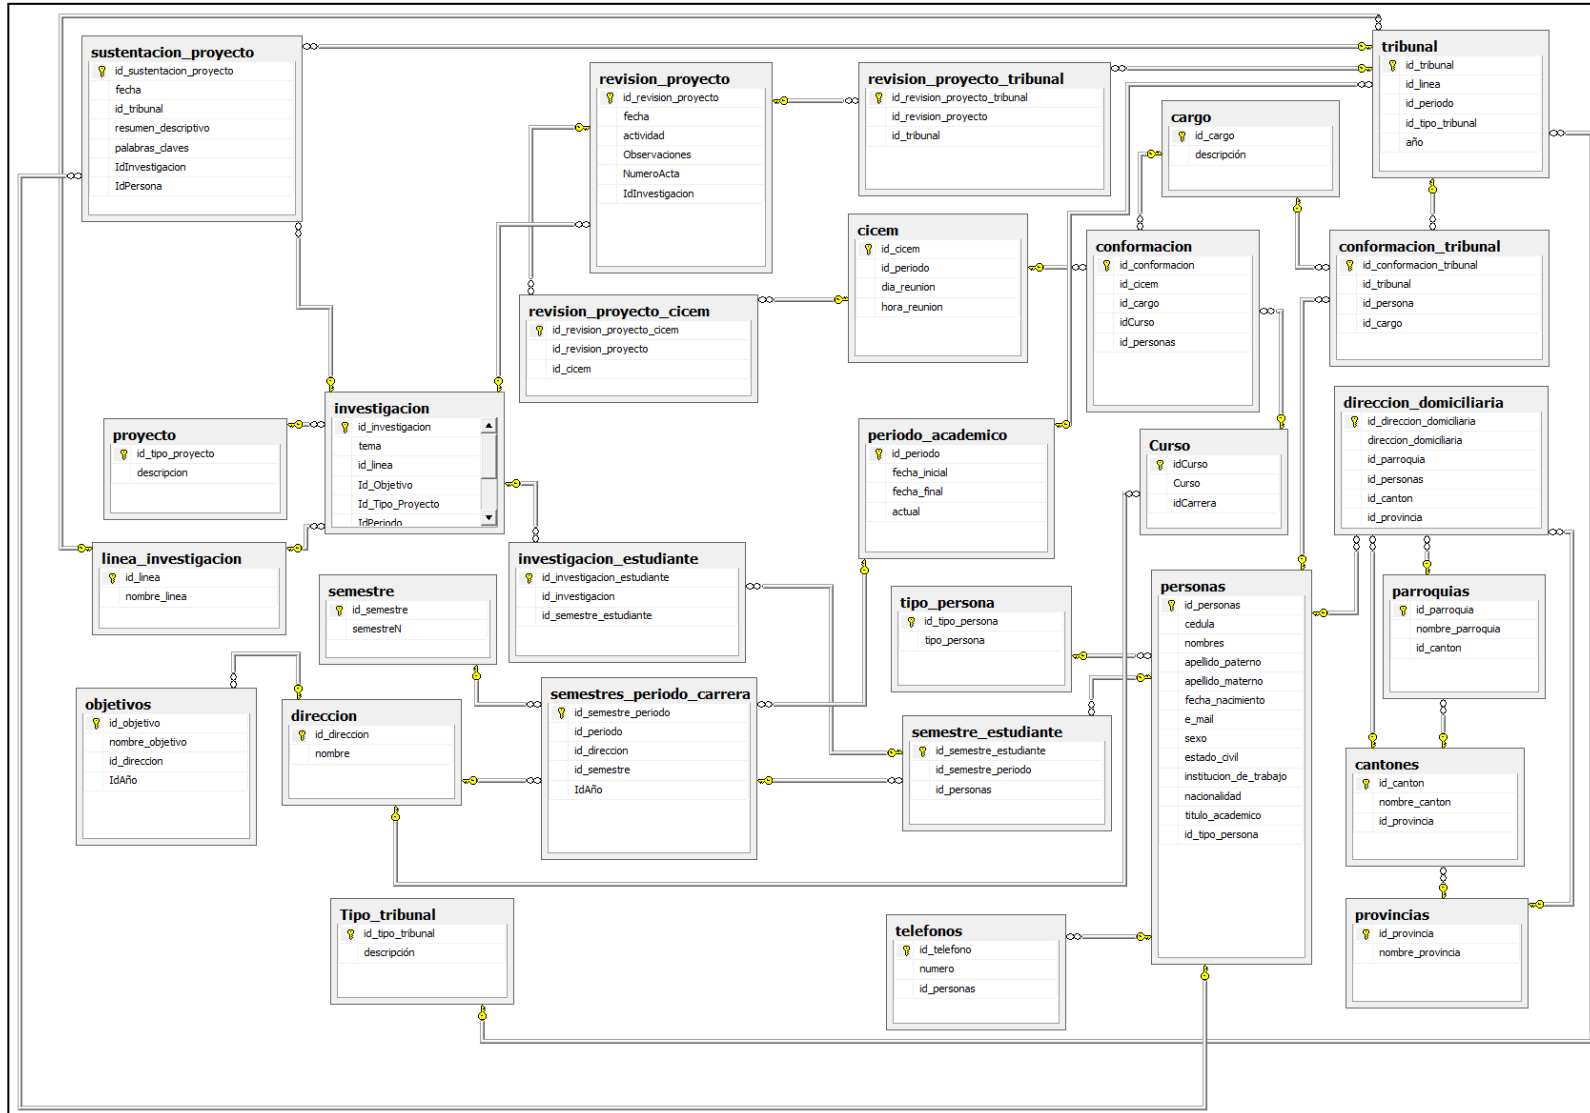 sustentacion_proyecto
id_sustentacion_proyecto
fecha
id_tribunal
resumen_descriptivo
palabras_claves
IdInvestigacion
IdPersona
revision_proyecto
id_revision_proyecto
fecha
actividad
Observaciones
NumeroActa
IdInvestigacion
revision_proyecto_tribunal
id_revision_proyecto_tribunal
id_revision_proyecto
id_tribunal
tribunal
id_tribunal
id_linea
id_periodo
id_tipo_tribunal
año
cargo
id_cargo
descripción
cicem
id_cicem
id_periodo
dia_reunion
hora_reunion
conformacion
id_conformacion
id_cicem
id_cargo
idCurso
id_personas
conformacion_tribunal
id_conformacion_tribunal
id_tribunal
id_persona
id_cargo
revision_proyecto_cicem
id_revision_proyecto_cicem
id_revision_proyecto
id_cicem
investigacion
id_investigacion
tema
id_linea
Id_Objetivo
Id_Tipo_Proyecto
IdPeriodo
proyecto
id_tipo_proyecto
descripcion
periodo_academico
id_periodo
fecha_inicial
fecha_final
actual
Curso
idCurso
Curso
idCarrera
direccion_domiciliaria
id_direccion_domiciliaria
direccion_domiciliaria
id_parroquia
id_personas
id_canton
id_provincia
linea_investigacion
id_linea
nombre_linea
semestre
id_semestre
semestreN
investigacion_estudiante
id_investigacion_estudiante
id_investigacion
id_semestre_estudiante
tipo_persona
id_tipo_persona
tipo_persona
personas
id_personas
cedula
nombres
apellido_paterno
apellido_materno
fecha_nacimiento
e_mail
sexo
estado_civil
institucion_de_trabajo
nacionalidad
titulo_academico
id_tipo_persona
parroquias
id_parroquia
nombre_parroquia
id_canton
objetivos
id_objetivo
nombre_objetivo
id_direccion
IdAño
direccion
id_direccion
nombre
semestres_periodo_carrera
id_semestre_periodo
id_periodo
id_direccion
id_semestre
IdAño
semestre_estudiante
id_semestre_estudiante
id_semestre_periodo
id_personas
cantones
id_canton
nombre_canton
id_provincia
Tipo_tribunal
id_tipo_tribunal
descripción
telefonos
id_telefono
numero
id_personas
provincias
id_provincia
nombre_provincia